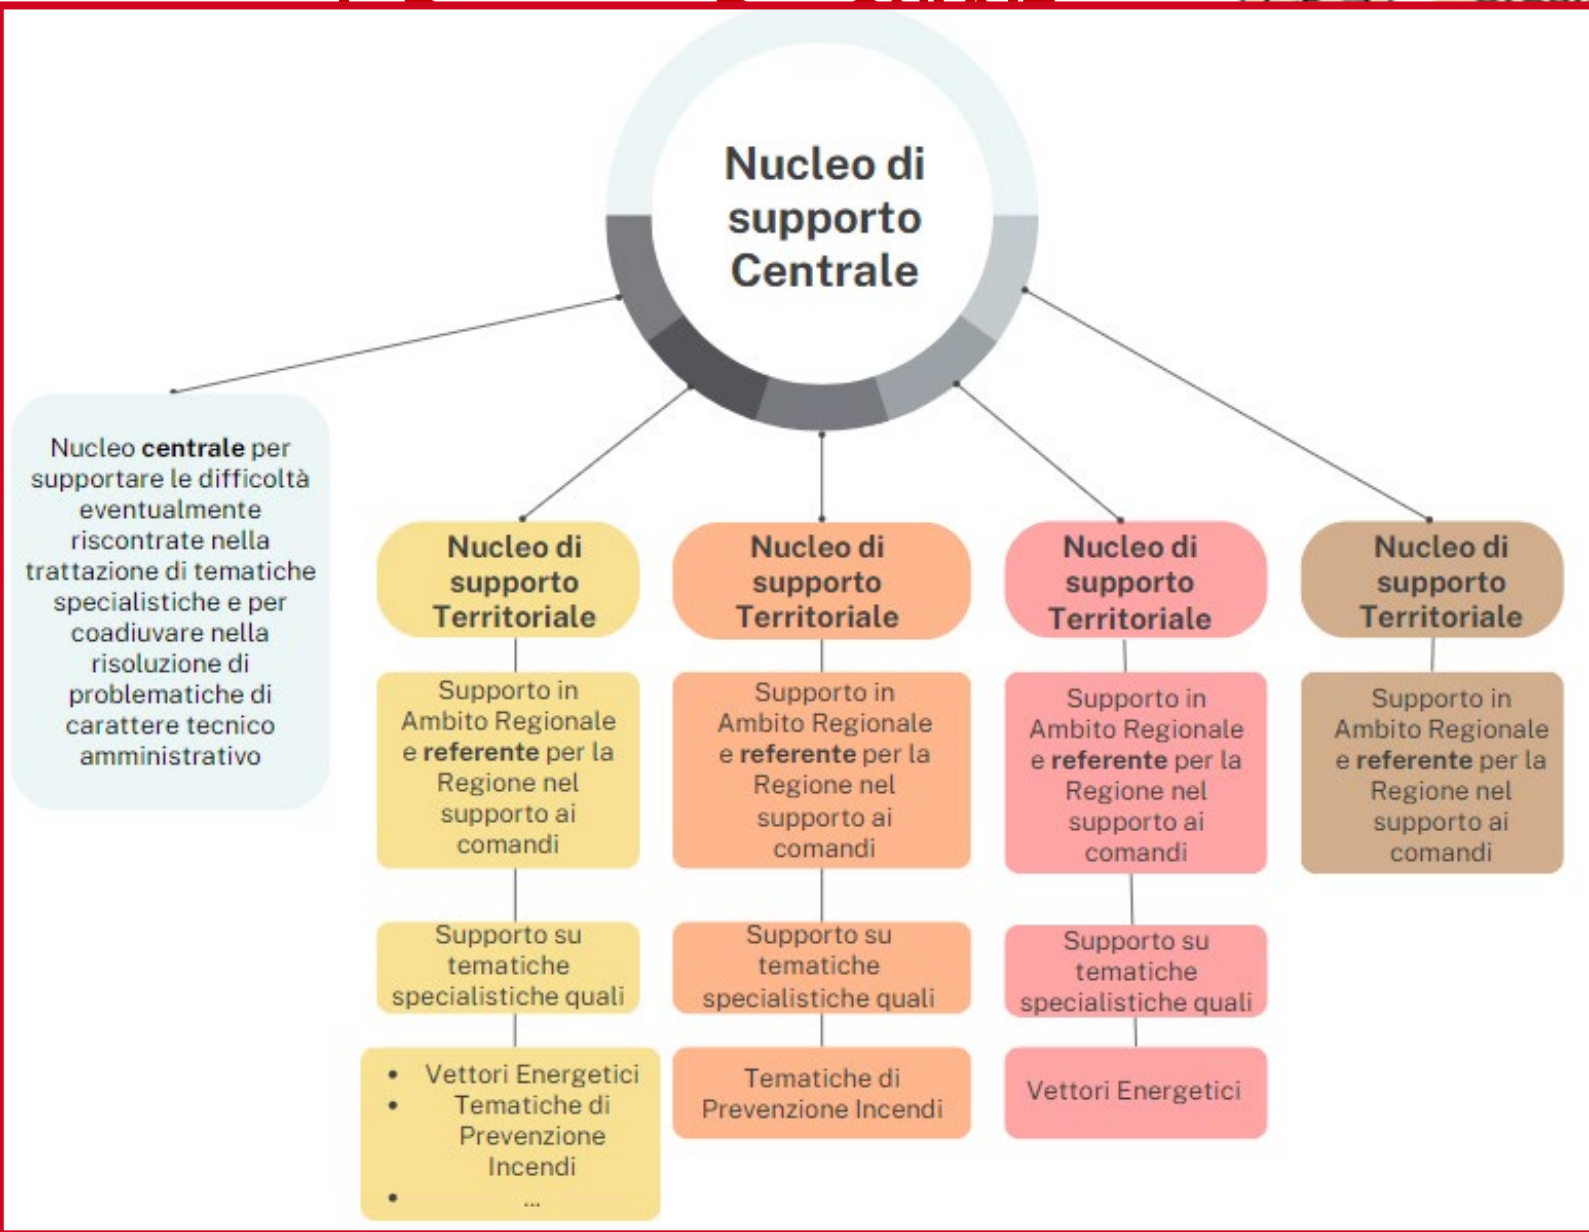 Nucleo di
supporto
Centrale
Nucleo centrale per
supportare le difficoltà
eventualmente
riscontrate nella
trattazione di tematiche
specialistiche e per
coadiuvare nella
risoluzione di
problematiche di
carattere tecnico
amministrativo
Nucleo di
supporto
Territoriale
Supporto in
Ambito Regionale
e referente per la
Regione nel
supporto ai
comandi
Supporto su
tematiche
specialistiche quali
• Vettori Energetici
• Tematiche di
Prevenzione
Incendi
• ...
Nucleo di
supporto
Territoriale
Supporto in
Ambito Regionale
e referente per la
Regione nel
supporto ai
comandi
Supporto su
tematiche
specialistiche quali
Tematiche di
Prevenzione Incendi
Nucleo di
supporto
Territoriale
Supporto in
Ambito Regionale
e referente per la
Regione nel
supporto ai
comandi
Supporto su
tematiche
specialistiche quali
Vettori Energetici
Nucleo di
supporto
Territoriale
Supporto in
Ambito Regionale
e referente per la
Regione nel
supporto ai
comandi